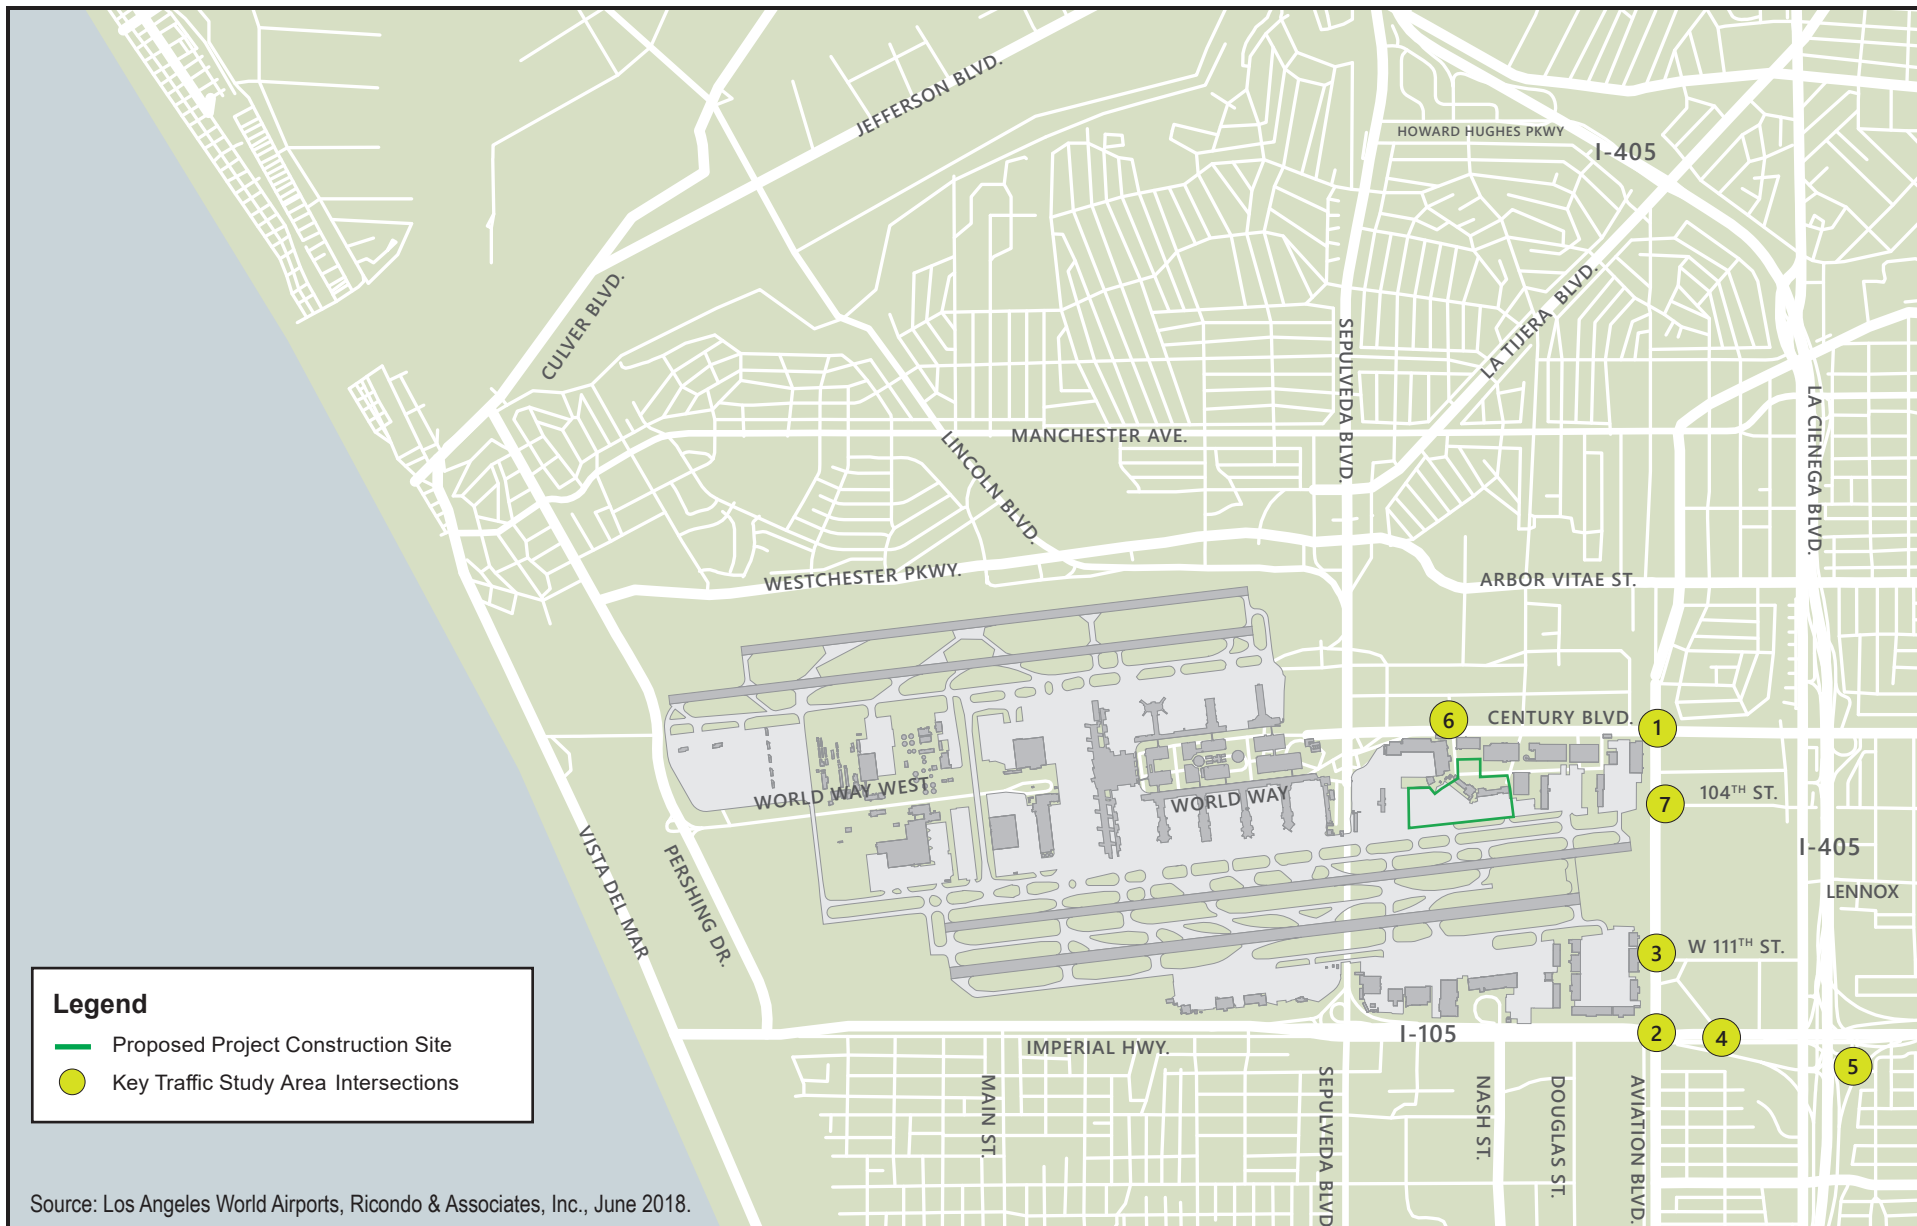 JEFFERSON BLVD.
HOWARD HUGHES PKWY
I-405
CULVER BLVD.
LA TIJERA BLVD.
SEPULVEDA BLVD.
LA CIENEGA BLVD.
MANCHESTER AVE.
LINCOLN BLVD.
WESTCHESTER PKWY.
ARBOR VITAE ST.
6
CENTURY BLVD.
1
WORLD WAY WEST
WORLD WAY
7
104TH ST.
I-405
LENNOX
VISTA DEL MAR
PERSHING DR.
3
W 111TH ST.
2
4
5
I-105
IMPERIAL HWY.
MAIN ST.
SEPULVEDA BLVD
NASH ST.
DOUGLAS ST.
AVIATION BLVD.
Legend
Proposed Project Construction Site
Key Traffic Study Area Intersections
Source: Los Angeles World Airports, Ricondo & Associates, Inc., June 2018.